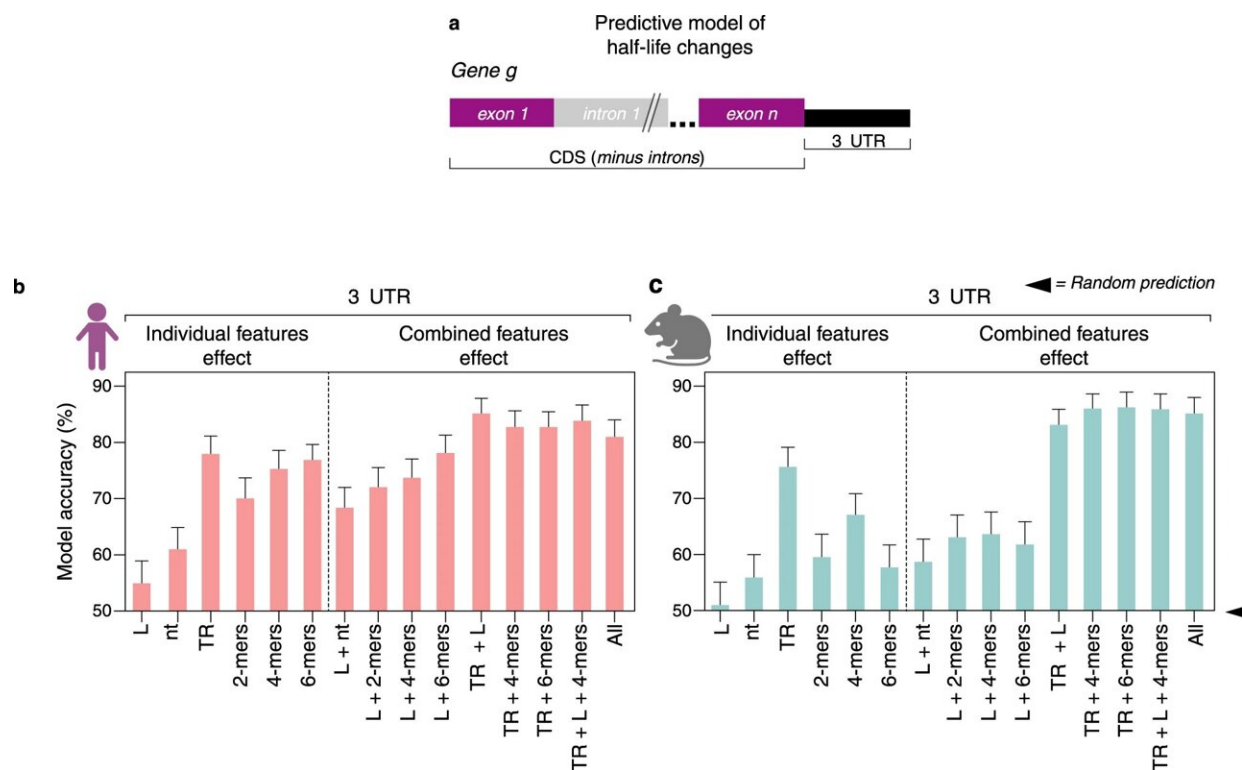 a
Predictive model of
half-life changes
Gene g
exon 1
intron 1
exon n
CDS (minus introns)
3 UTR
b
3 UTR
Individual features
effect
Combined features
effect
Model accuracy (%)
90
80
70
60
50
L
nt
TR
2-mers
4-mers
6-mers
L + nt
L + 2-mers
L + 4-mers
L + 6-mers
TR + L
TR + 4-mers
TR + 6-mers
TR + L + 4-mers
All
c
3 UTR
= Random prediction
Individual features
effect
Combined features
effect
90
80
70
60
50
L
nt
TR
2-mers
4-mers
6-mers
L + nt
L + 2-mers
L + 4-mers
L + 6-mers
TR + L
TR + 4-mers
TR + 6-mers
TR + L + 4-mers
All